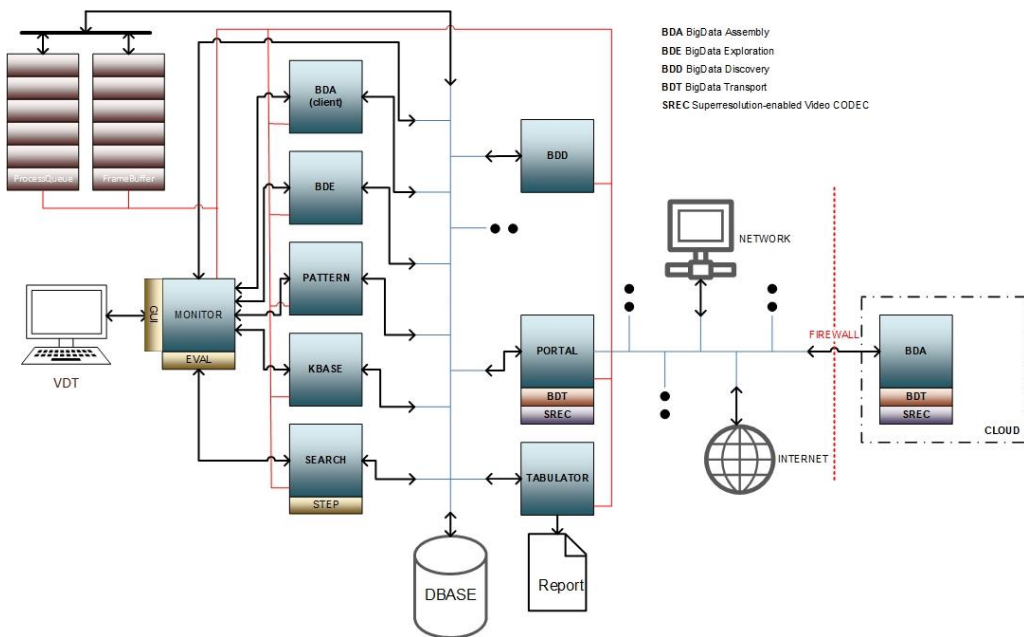 BDA BigData Assembly
BDE BigData Exploration
BDD BigData Discovery
BDT BigData Transport
SREC Superresolution-enabled Video CODEC
ProcessQueue
FrameBuffer
BDA
(client)
BDE
BDD
PATTERN
NETWORK
GUI
MONITOR
EVAL
VDT
KBASE
PORTAL
BDT
SREC
FIREWALL
BDA
BDT
SREC
CLOUD
SEARCH
STEP
TABULATOR
INTERNET
DBASE
Report